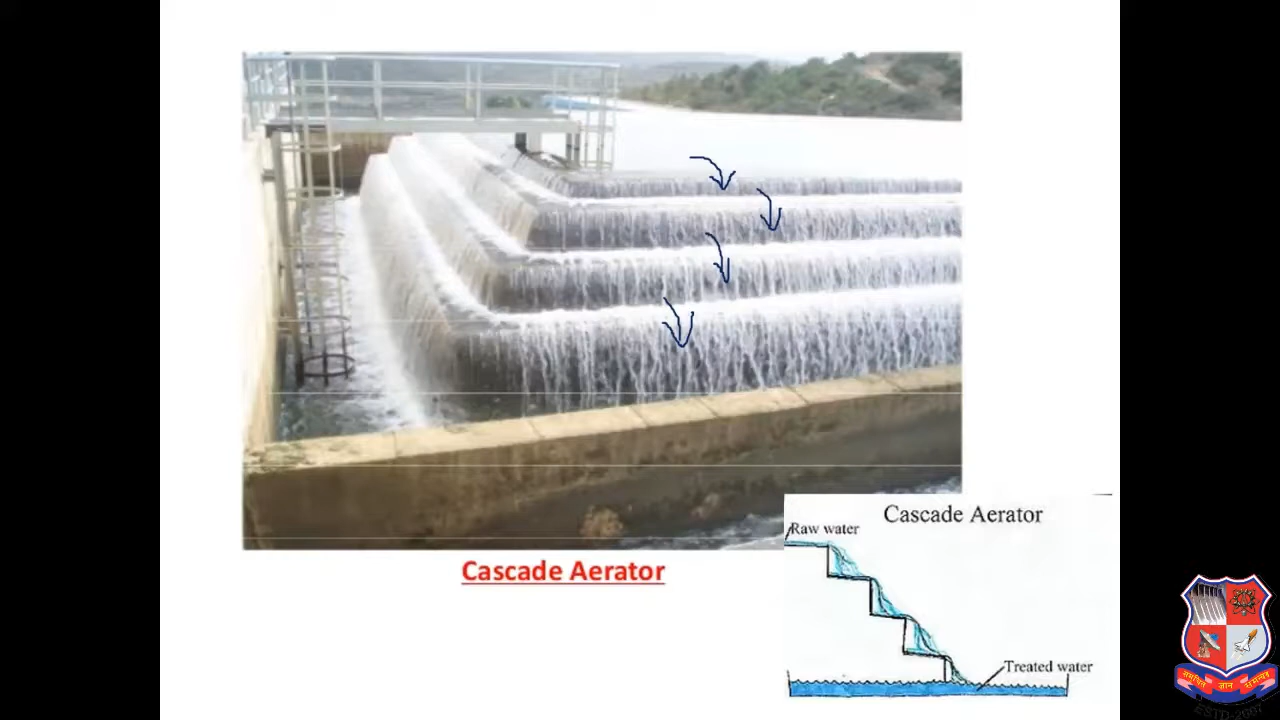 Cascade Aerator
Raw water
Cascade Aerator
Treated water
ज्ञान